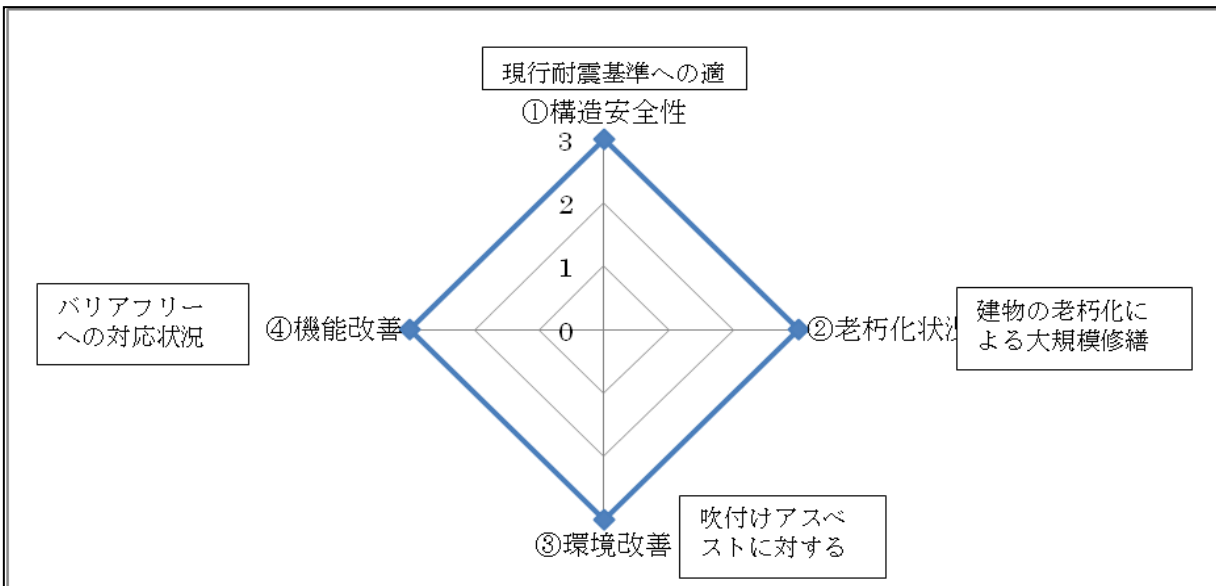 現行耐震基準への適
①構造安全性
3
2
1
0
バリアフリー
への対応状況
④機能改善
②老朽化状況
建物の老朽化に
よる大規模修繕
③環境改善
吹付けアスベ
ストに対する